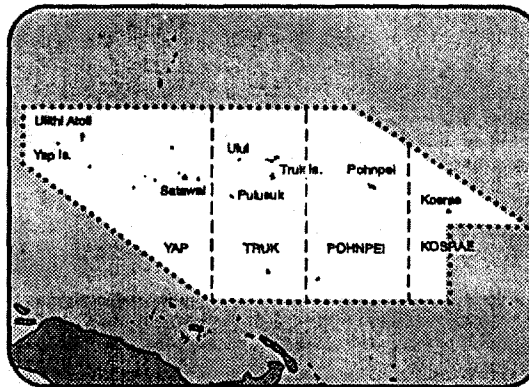 Ulithi Atoll
Yap Is.
Ulul
Truk Is.
Pohnpei
Satawal
Pulusuk
Kosrae
YAP
TRUK
POHNPEI
KOSRAE